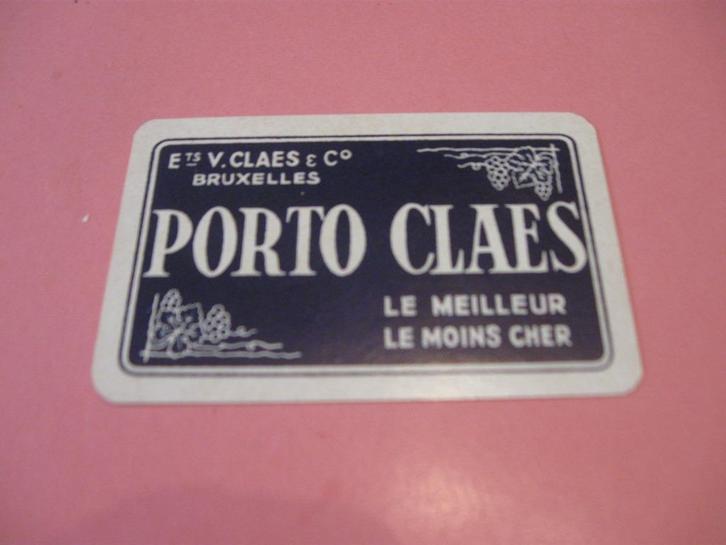 Ets V. CLAES & Co
BRUXELLES
PORTO CLAES
LE MEILLEUR
LE MOINS CHER